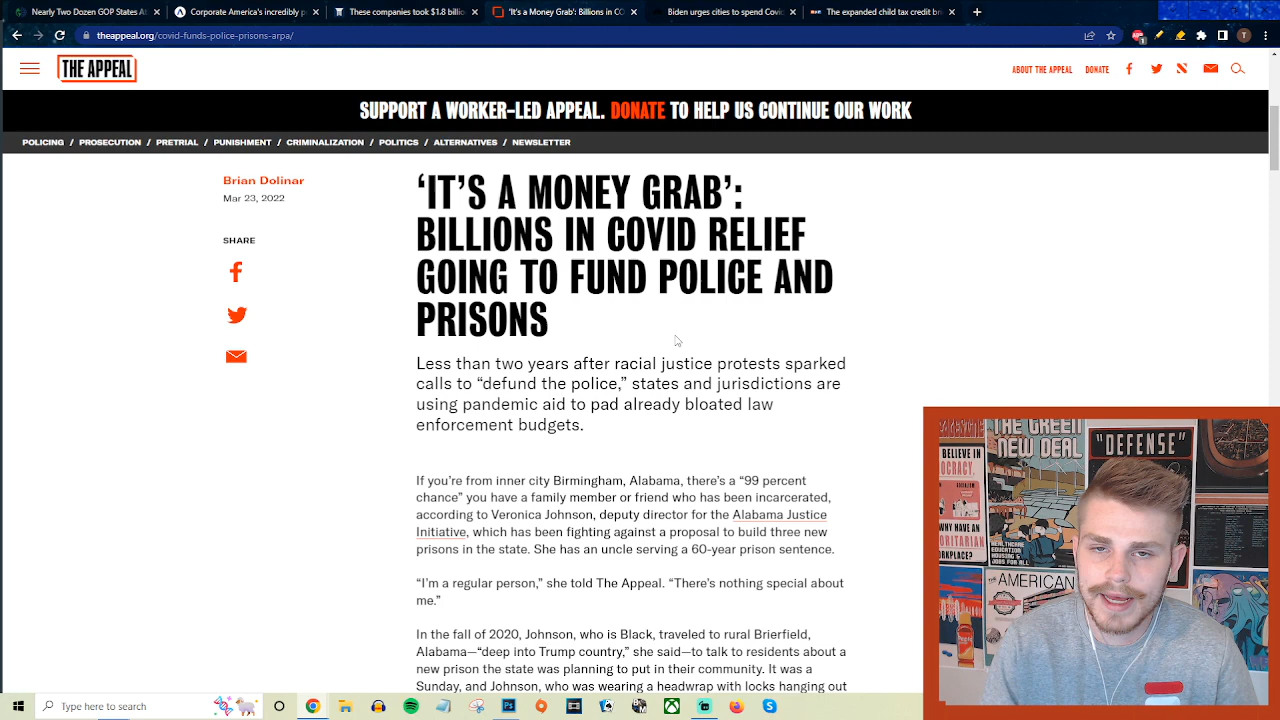 Nearly Two Dozen GOP States At
Corporate America's incredibly p
These companies took $1.8 billion
'It's a Money Grab': Billions in CO
Biden urges cities to spend Covi
The expanded child tax credit br
theappeal.org/covid-funds-police-prisons-arpa/
THE APPEAL
ABOUT THE APPEAL
DONATE
SUPPORT A WORKER-LED APPEAL. DONATE TO HELP US CONTINUE OUR WORK
POLICING / PROSECUTION / PRETRIAL / PUNISHMENT / CRIMINALIZATION / POLITICS / ALTERNATIVES / NEWSLETTER
Brian Dolinar
Mar 23, 2022
SHARE
'IT'S A MONEY GRAB':
BILLIONS IN COVID RELIEF
GOING TO FUND POLICE AND
PRISONS
Less than two years after racial justice protests sparked
calls to “defund the police,” states and jurisdictions are
using pandemic aid to pad already bloated law
enforcement budgets.
If you're from inner city Birmingham, Alabama, there's a “99 percent
chance” you have a family member or friend who has been incarcerated,
according to Veronica Johnson, deputy director for the Alabama Justice
Initiative, which has been fighting against a proposal to build three new
prisons in the state. She has an uncle serving a 60-year prison sentence.
“I'm a regular person,” she told The Appeal. “There's nothing special about
me.”
In the fall of 2020, Johnson, who is Black, traveled to rural Brierfield,
Alabama—“deep into Trump country,” she said—to talk to residents about a
new prison the state was planning to put in their community. It was a
Sunday, and Johnson, who was wearing a headwrap with locks hanging out
THE GREEN
NEW DEAL
"DEFENSE"
BELIEVE IN
OCRACY.
WHY HAVE AN
ORITARIAN
RKPLACE?
HEALTHCARE
EDUCATION
HOUSING
& JOBS FOR ALL
THE AMERICAN
Type here to search